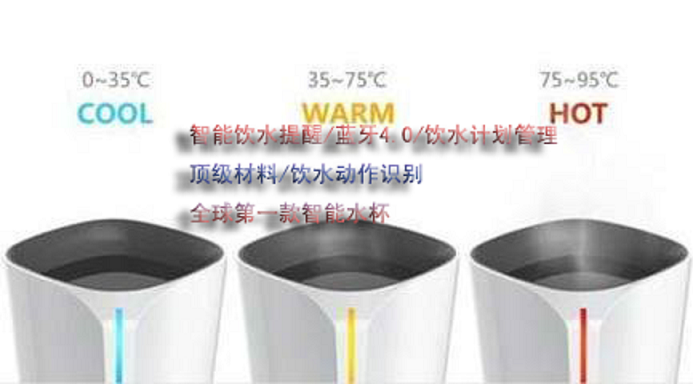 0~35℃ 35~75℃ 75~95℃
COOL WARM HOT
智能饮水提醒/蓝牙4.0/饮水计划管理
顶级材料/饮水动作识别
全球第一款智能水杯